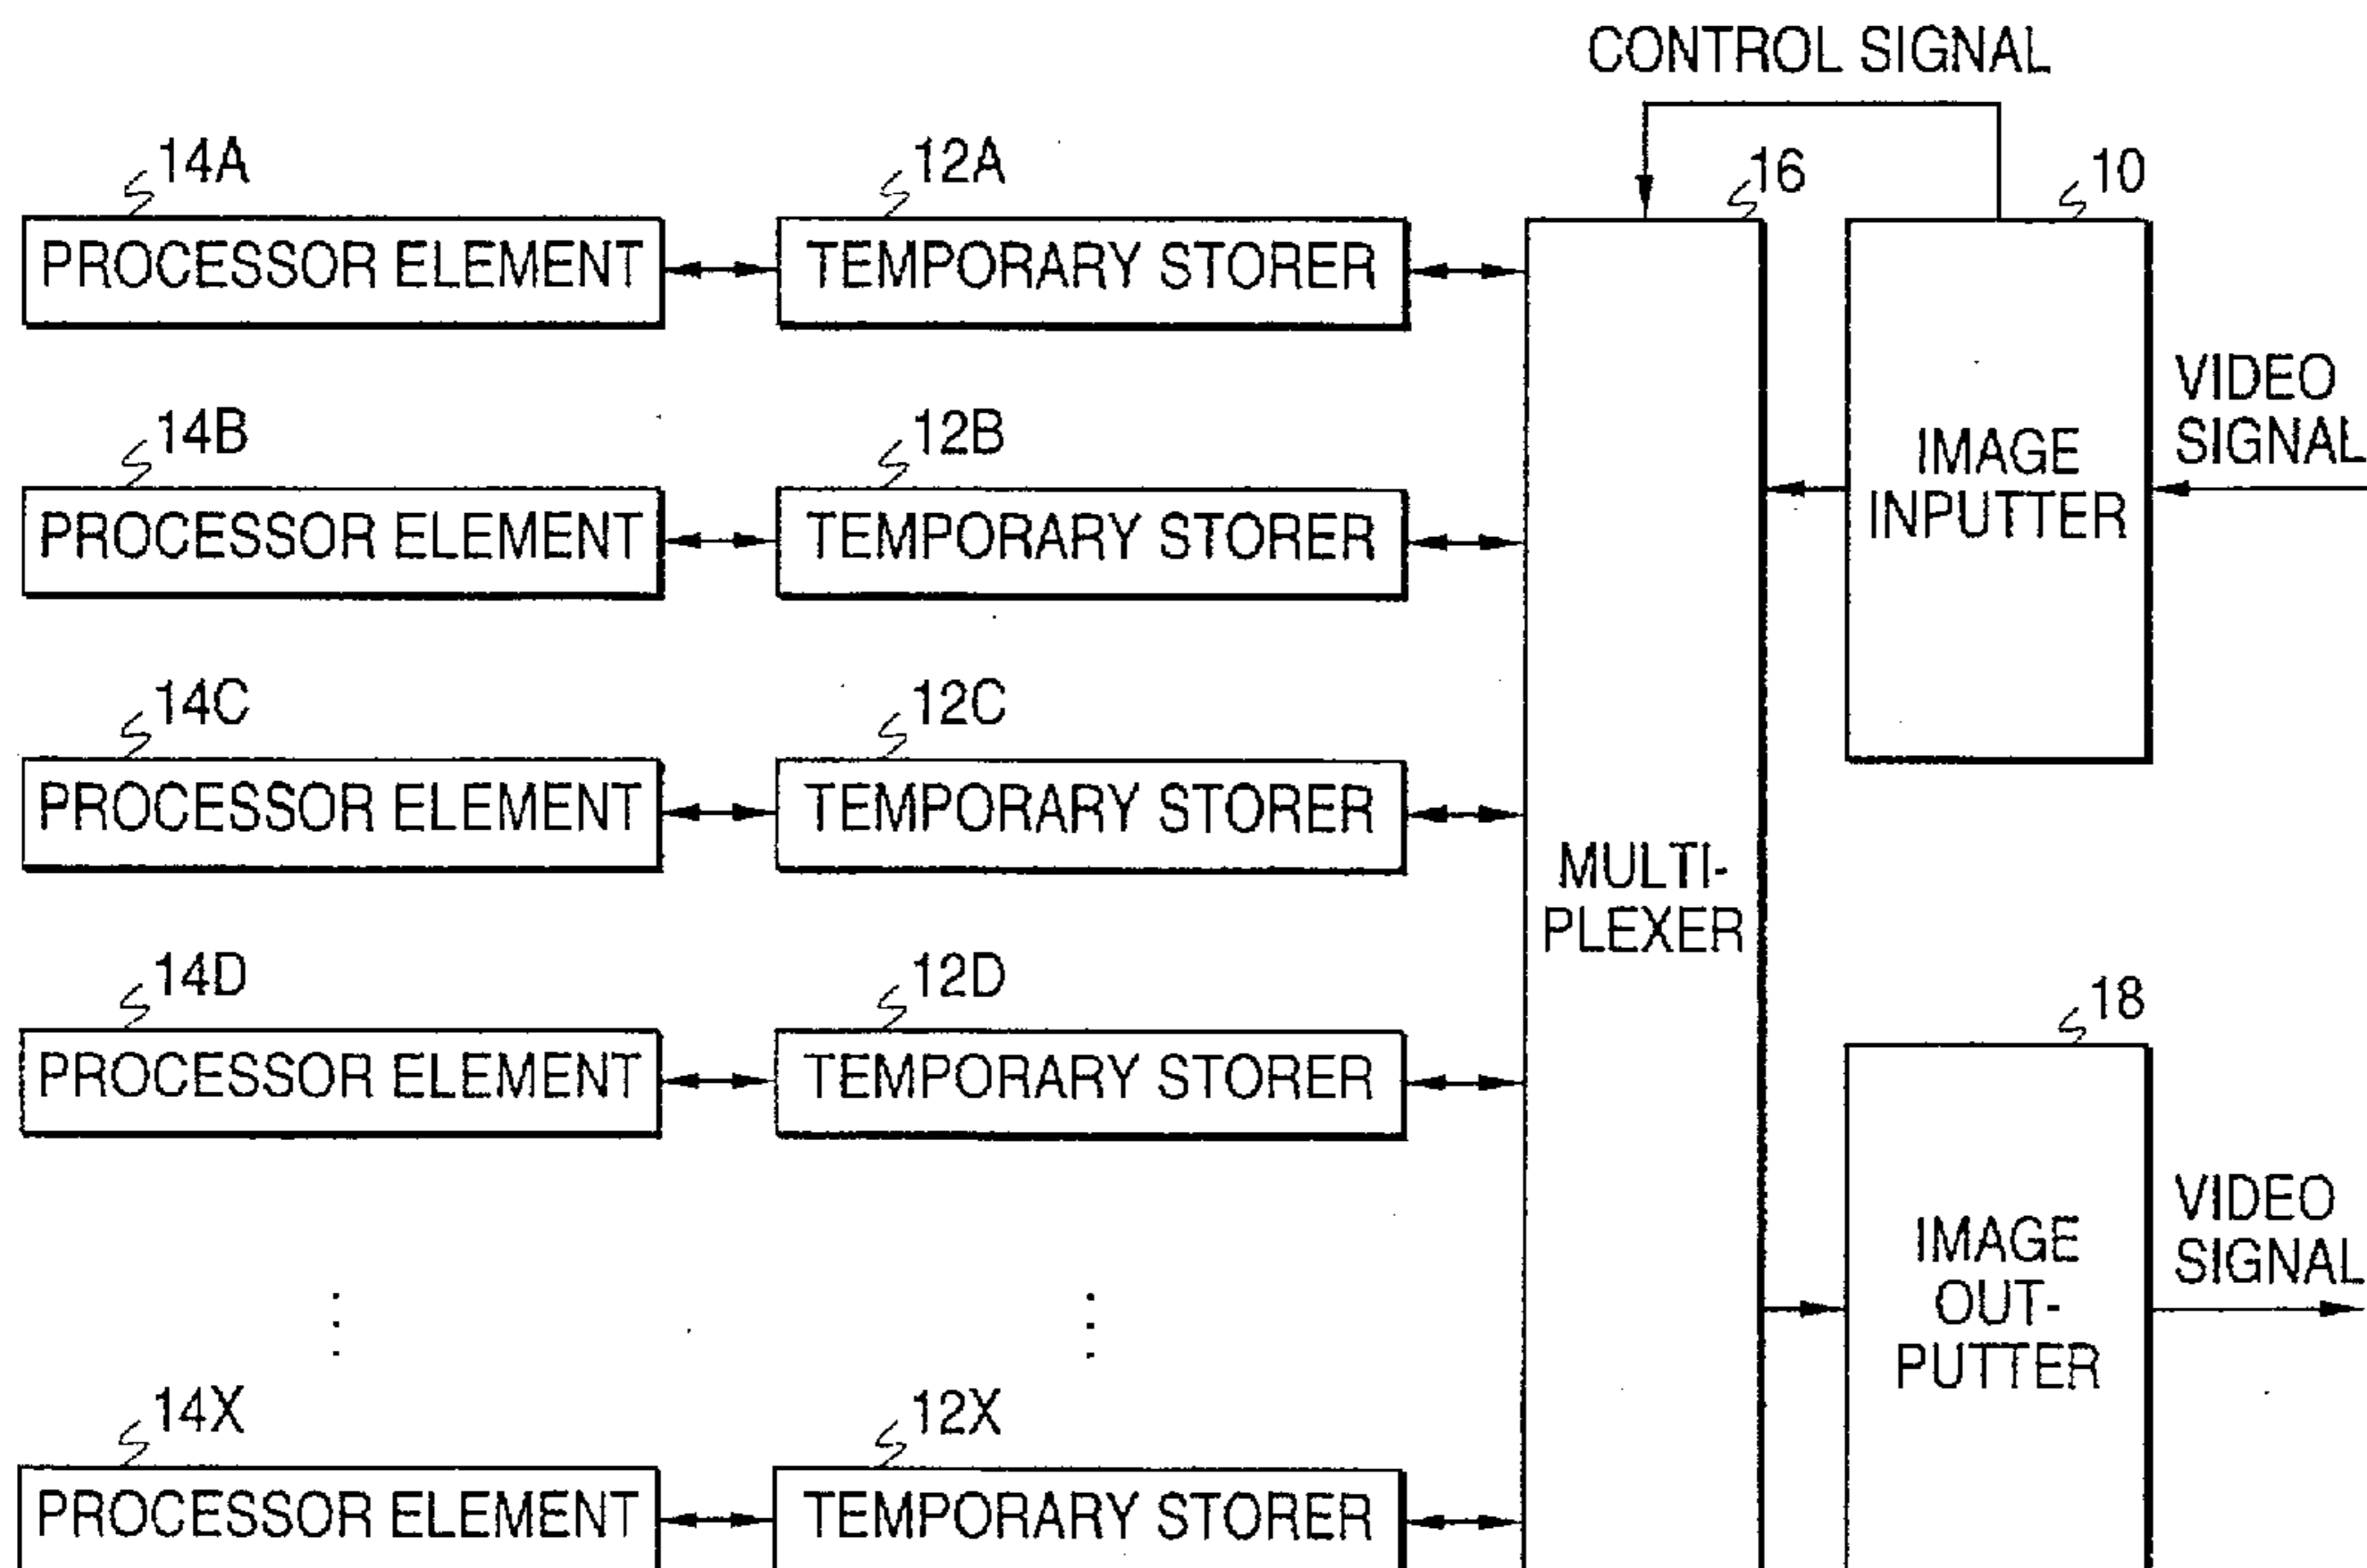 CONTROL SIGNAL
14A
12A
16
10
PROCESSOR ELEMENT
TEMPORARY STORER
VIDEO
SIGNAL
14B
12B
IMAGE
INPUTTER
PROCESSOR ELEMENT
TEMPORARY STORER
14C
12C
PROCESSOR ELEMENT
TEMPORARY STORER
MULTI-
PLEXER
14D
12D
18
PROCESSOR ELEMENT
TEMPORARY STORER
VIDEO
SIGNAL
IMAGE
OUT-
PUTTER
14X
12X
PROCESSOR ELEMENT
TEMPORARY STORER